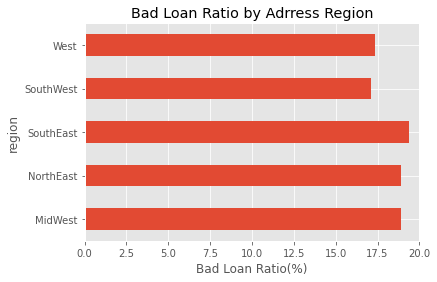 Bad Loan Ratio by Adrress Region
West
SouthWest
SouthEast
NorthEast
MidWest
region
0.0 2.5 5.0 7.5 10.0 12.5 15.0 17.5 20.0
Bad Loan Ratio(%)